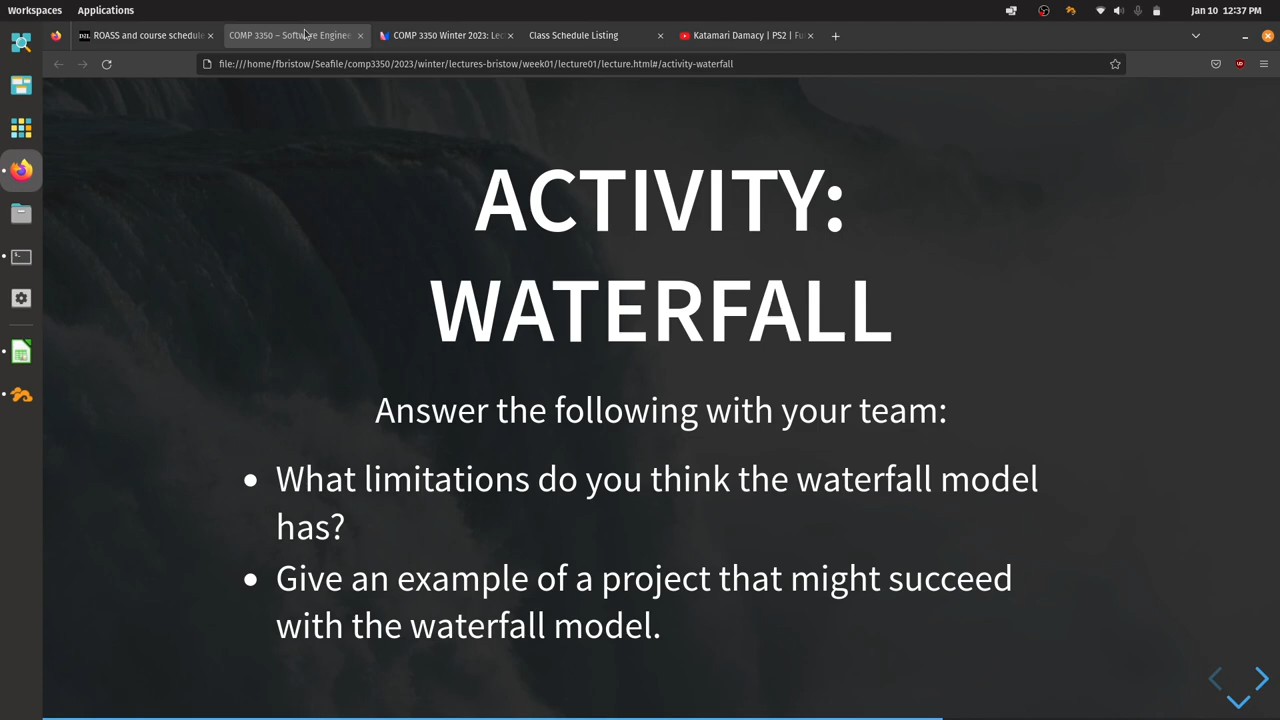 Workspaces Applications Jan 10 12:37 PM
DJL ROASS and course schedule COMP 3350 – Software Enginee COMP 3350 Winter 2023: Lec Class Schedule Listing Katamari Damacy | PS2 | Fu
file:///home/fbristow/Seafile/comp3350/2023/winter/lectures-bristow/week01/lecture01/lecture.html#/activity-waterfall
ACTIVITY:
WATERFALL
Answer the following with your team:
• What limitations do you think the waterfall model
has?
• Give an example of a project that might succeed
with the waterfall model.